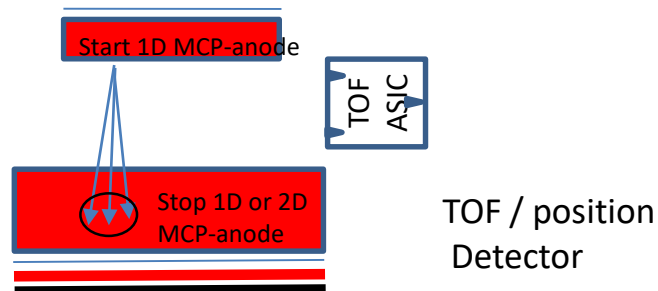 Start 1D MCP-anode
TOF
ASIC
Stop 1D or 2D
MCP-anode
TOF / position
Detector